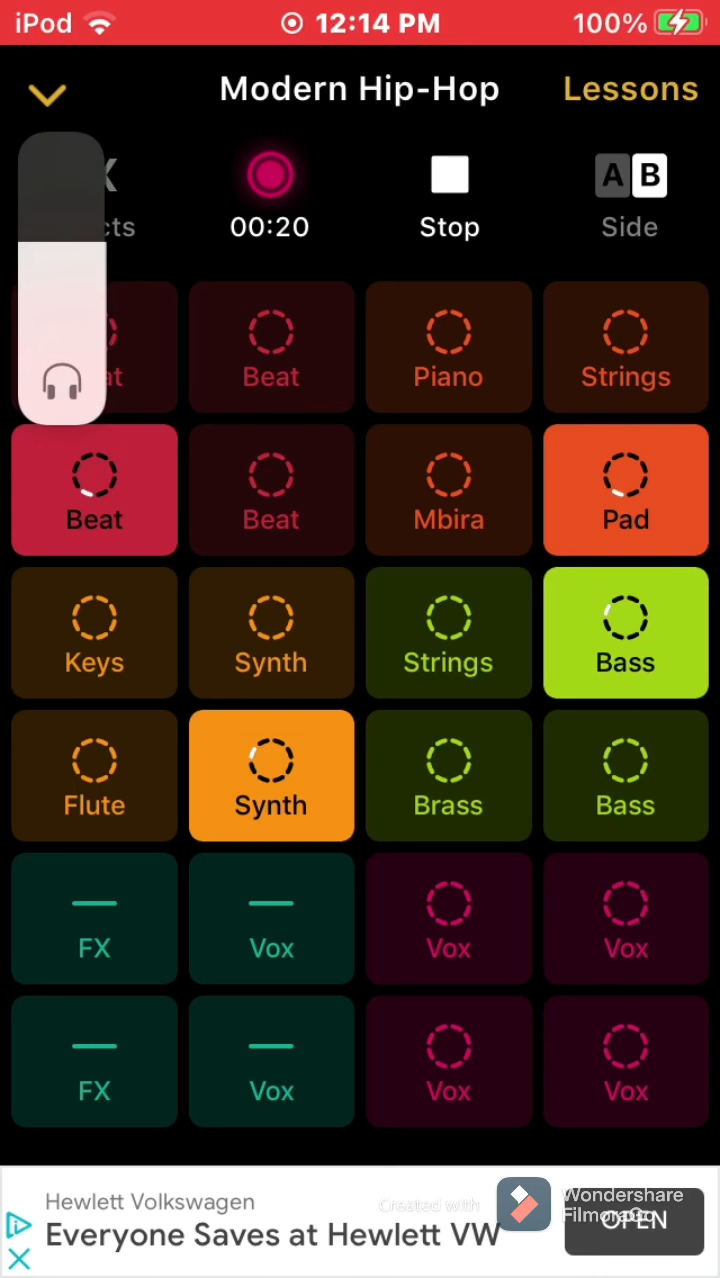 iPod 12:14 PM 100%
Modern Hip-Hop Lessons
A B
cts 00:20 Stop Side
Beat Piano Strings
Beat Beat Mbira Pad
Keys Synth Strings Bass
Flute Synth Brass Bass
FX Vox Vox Vox
FX Vox Vox Vox
Hewlett Volkswagen
Everyone Saves at Hewlett VW
OPEN
Created with
Wondershare
Filmora